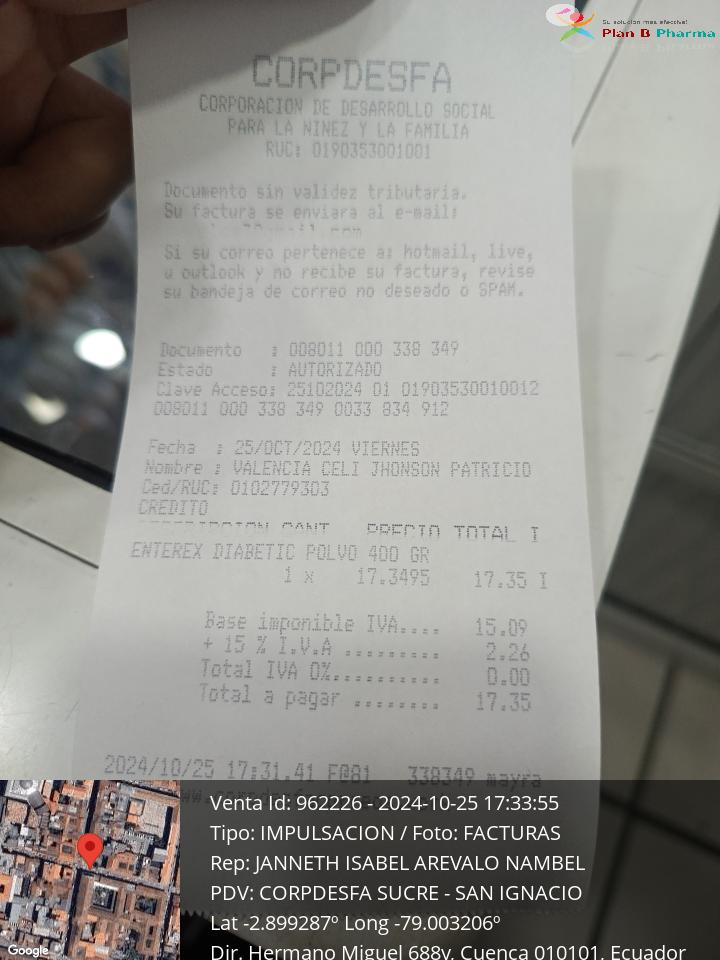 Su solución más efectiva!
Plan B Pharma
CORPDESFA
CORPORACION DE DESARROLLO SOCIAL
PARA LA NINEZ Y LA FAMILIA
RUC: 0190353001001
Documento sin validez tributaria.
Su factura se enviara al e-mail:
Si su correo pertenece a: hotmail, live,
u outlook y no recibe su factura, revise
su bandeja de correo no deseado o SPAM.
Documento : 008011 000 338 349
Estado : AUTORIZADO
Clave Acceso: 25102024 01 01903530010012
008011 000 338 349 0033 834 912
Fecha : 25/OCT/2024 VIERNES
Nombre : VALENCIA CELI JHONSON PATRICIO
Ced/RUC: 0102779303
CREDITO
DESCRIPCION CANT PRECIO TOTAL I
ENTEREX DIABETIC POLVO 400 GR
1 x 17.3495 17.35 I
Base imponible IVA.... 15.09
+ 15 % I.V.A ......... 2.26
Total IVA 0%.......... 0.00
Total a pagar ........ 17.35
2024/10/25 17:31.41 F@81 338349 mayra
Venta Id: 962226 - 2024-10-25 17:33:55
Tipo: IMPULSACION / Foto: FACTURAS
Rep: JANNETH ISABEL AREVALO NAMBEL
PDV: CORPDESFA SUCRE - SAN IGNACIO
Lat -2.899287º Long -79.003206º
Dir. Hermano Miguel 688y, Cuenca 010101, Ecuador
Google